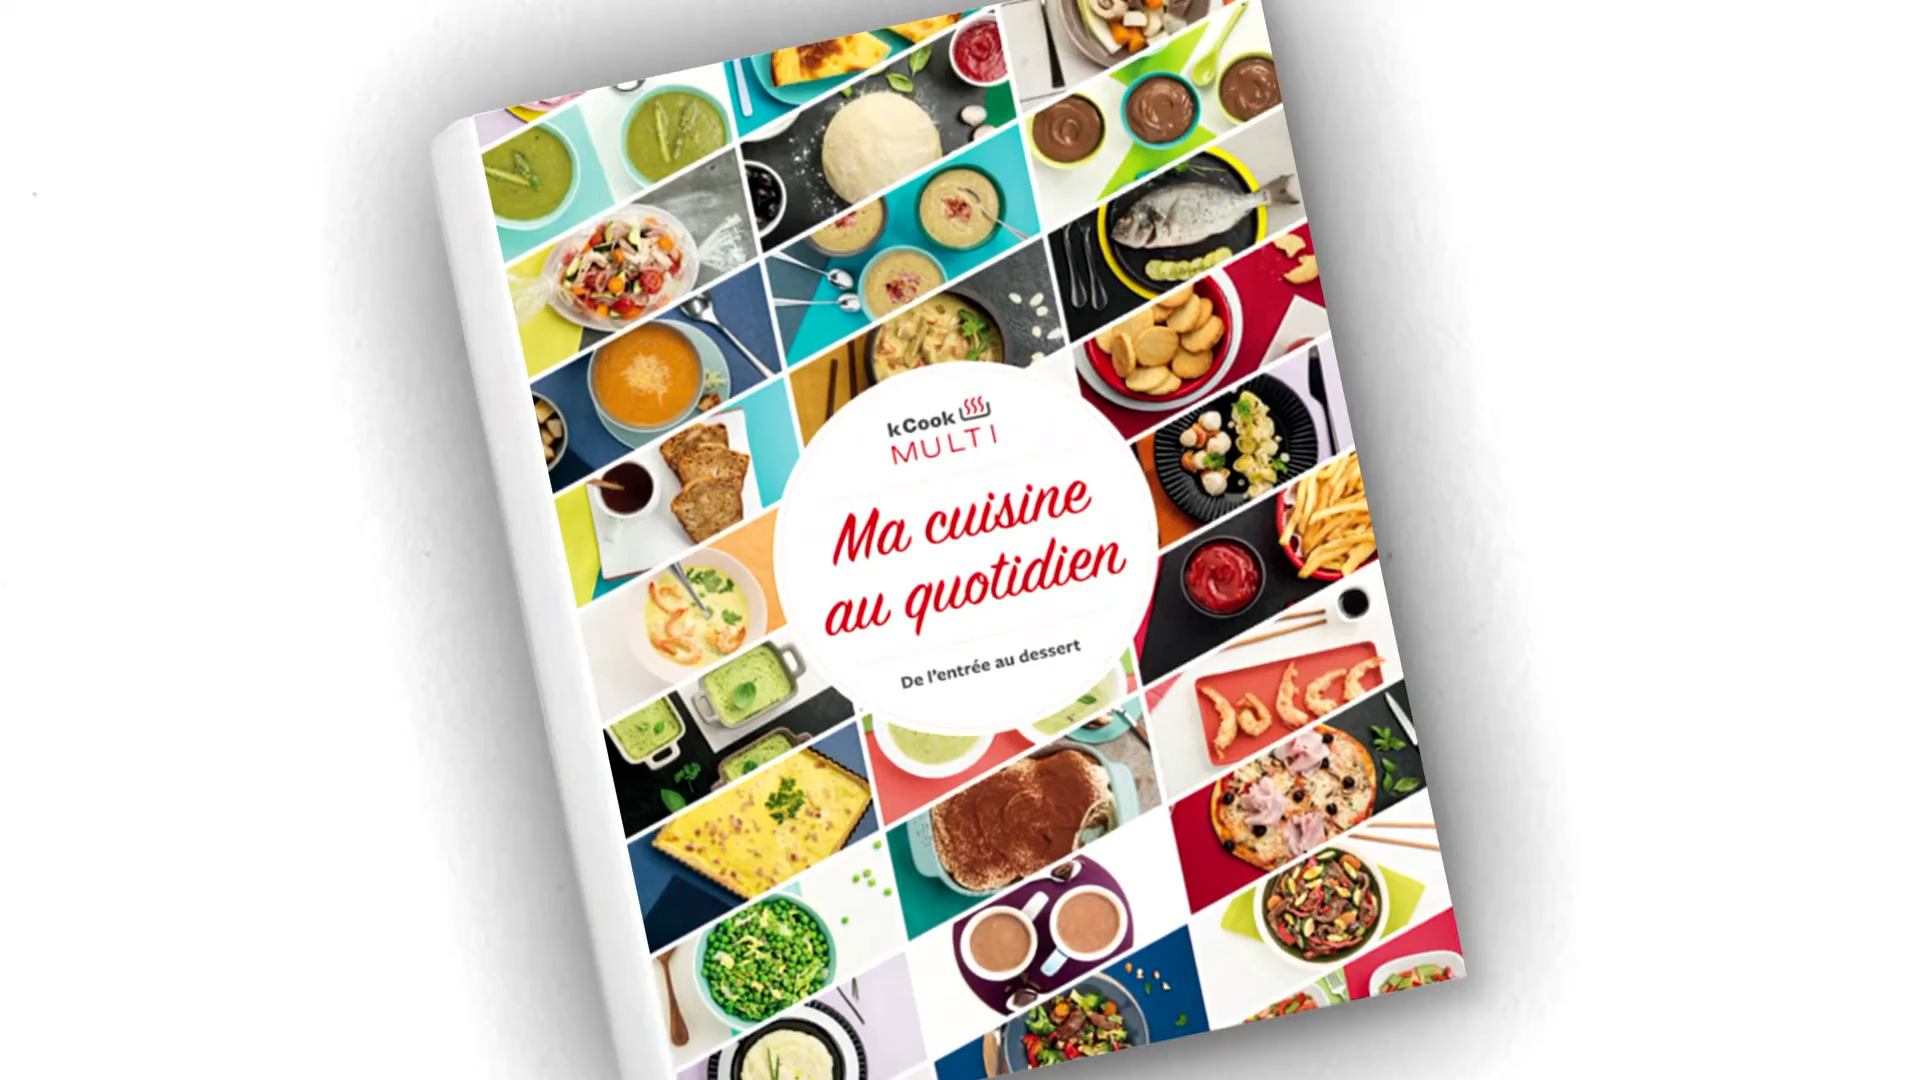 kCook
MULTI
Ma cuisine
au quotidien
De l'entrée au dessert